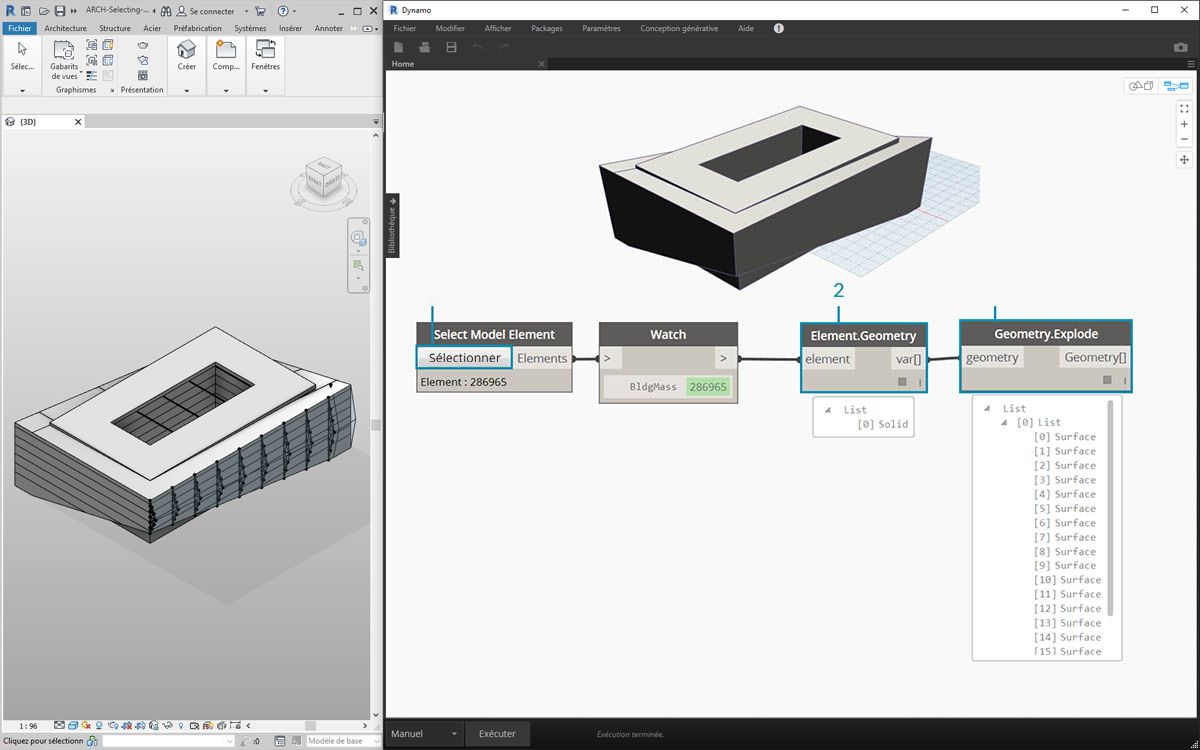 ARCH-Selecting-...
Se connecter
Fichier Architecture Structure Acier Préfabrication Systèmes Insérer Annoter
Sélec...
Gabarits
de vues
Créer
Comp...
Fenêtres
Graphismes
Présentation
{3D}
HAUT
1 : 96
Cliquez pour sélectionn
:0
Modèle de base
Dynamo
Fichier Modifier Afficher Packages Paramètres Conception générative Aide
Home
Bibliothèque
2
Select Model Element
Sélectionner Elements
Element : 286965
Watch
> >
BldgMass 286965
Element.Geometry
element var[]
List
[0] Solid
Geometry.Explode
geometry Geometry[]
List
[0] List
[0] Surface
[1] Surface
[2] Surface
[3] Surface
[4] Surface
[5] Surface
[6] Surface
[7] Surface
[8] Surface
[9] Surface
[10] Surface
[11] Surface
[12] Surface
[13] Surface
[14] Surface
[15] Surface
Manuel
Exécuter
Exécution terminée.